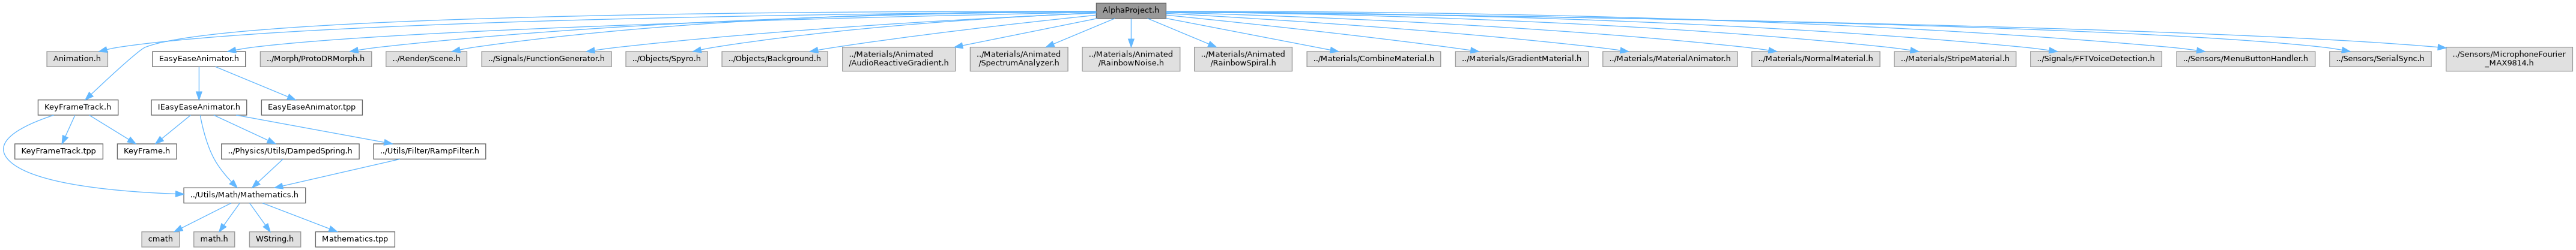 AlphaProject.h
Animation.h
EasyEaseAnimator.h
../Morph/ProtoDRMorph.h
../Render/Scene.h
../Signals/FunctionGenerator.h
../Objects/Spyro.h
../Objects/Background.h
../Materials/Animated
/AudioReactiveGradient.h
../Materials/Animated
/SpectrumAnalyzer.h
../Materials/Animated
/RainbowNoise.h
../Materials/Animated
/RainbowSpiral.h
../Materials/CombineMaterial.h
../Materials/GradientMaterial.h
../Materials/MaterialAnimator.h
../Materials/NormalMaterial.h
../Materials/StripeMaterial.h
../Signals/FFTVoiceDetection.h
../Sensors/MenuButtonHandler.h
../Sensors/SerialSync.h
../Sensors/MicrophoneFourier
_MAX9814.h
KeyFrameTrack.h
IEasyEaseAnimator.h
EasyEaseAnimator.tpp
KeyFrameTrack.tpp
KeyFrame.h
../Physics/Utils/DampedSpring.h
../Utils/Filter/RampFilter.h
../Utils/Math/Mathematics.h
cmath
math.h
WString.h
Mathematics.tpp